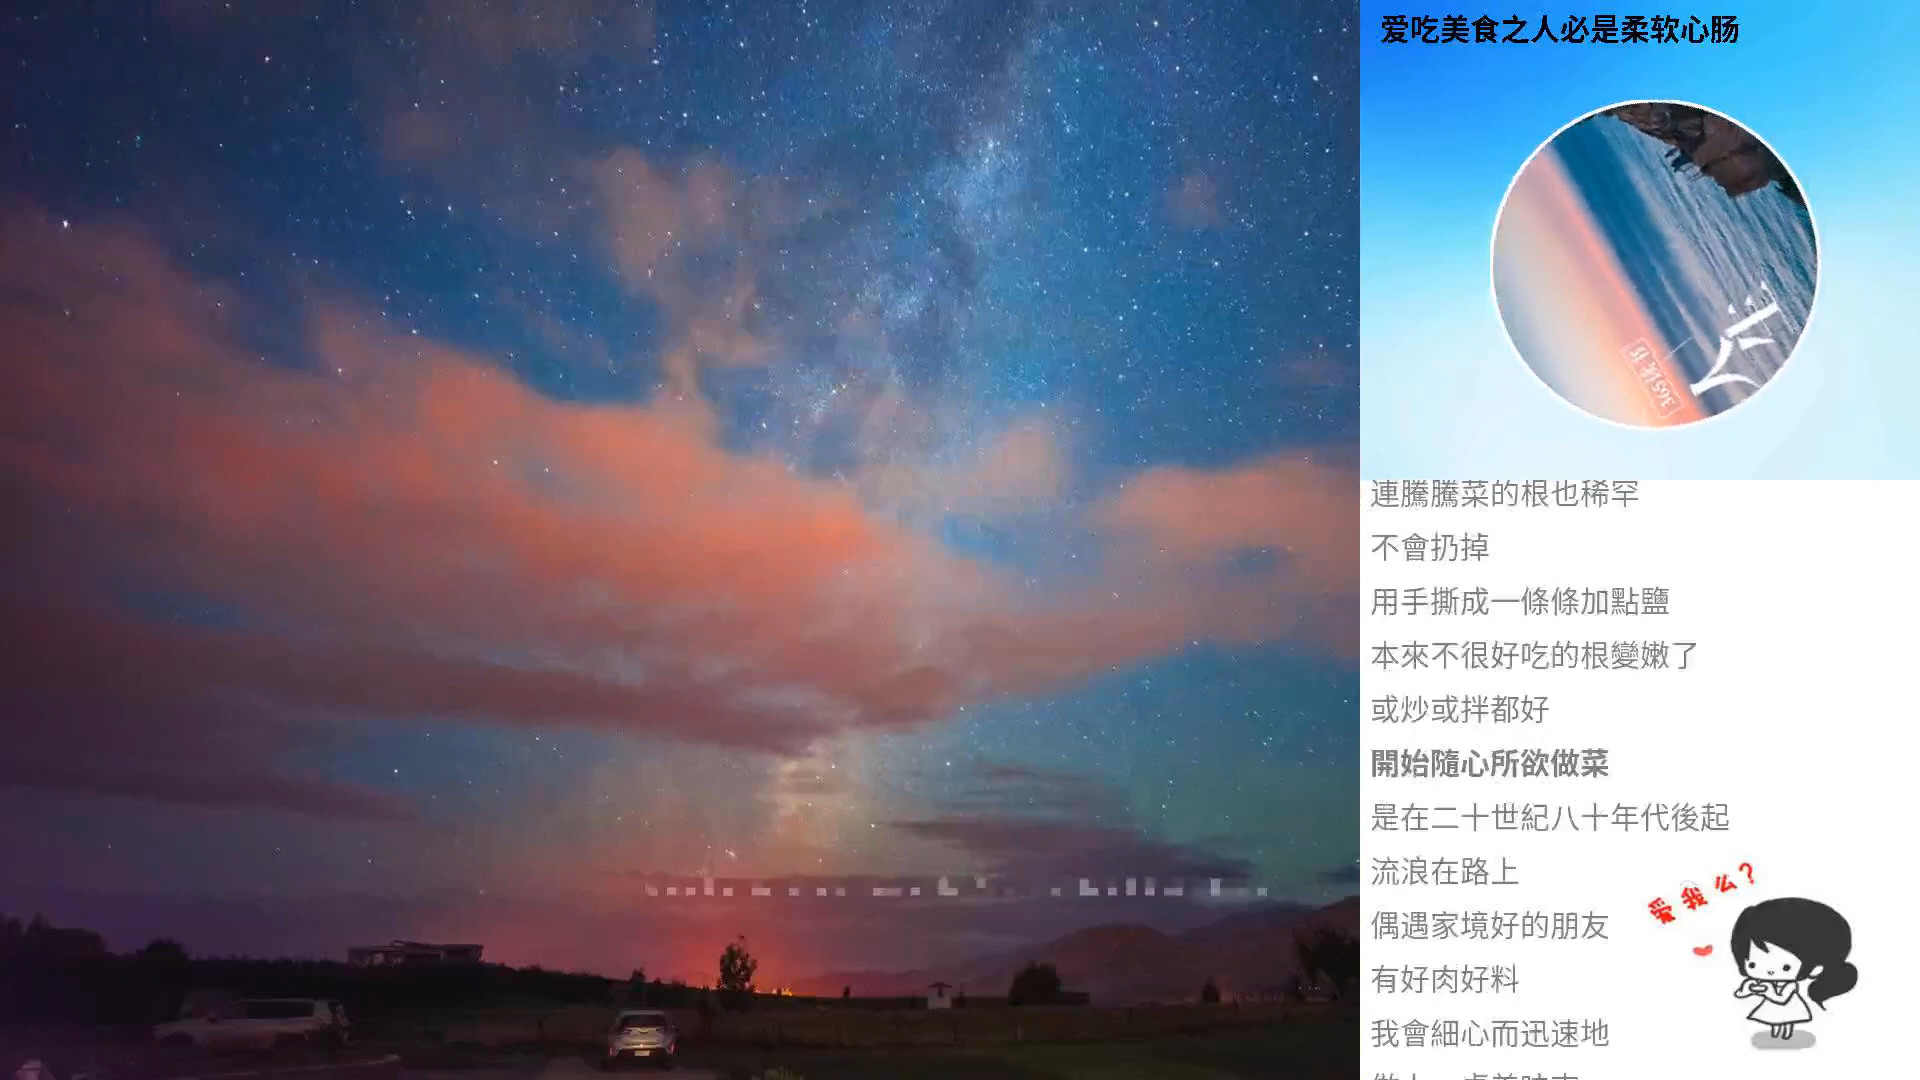 爱吃美食之人必是柔软心肠
365读书
連騰騰菜的根也稀罕
不會扔掉
用手撕成一條條加點鹽
本來不很好吃的根變嫩了
或炒或拌都好
開始隨心所欲做菜
是在二十世紀八十年代後起
流浪在路上
偶遇家境好的朋友
有好肉好料
我會細心而迅速地
爱我么?